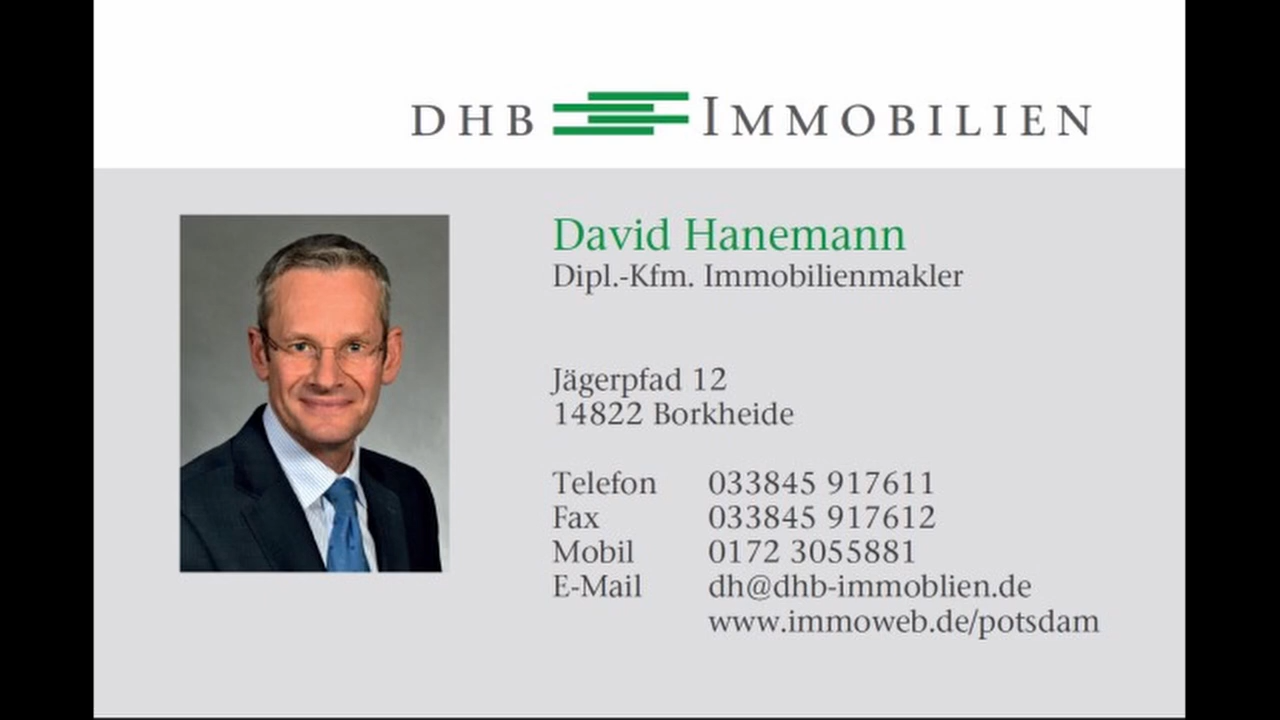 DHB IMMOBILIEN
David Hanemann
Dipl.-Kfm. Immobilienmakler
Jägerpfad 12
14822 Borkheide
Telefon 033845 917611
Fax 033845 917612
Mobil 0172 3055881
E-Mail dh@dhb-immoblien.de
www.immoweb.de/potsdam